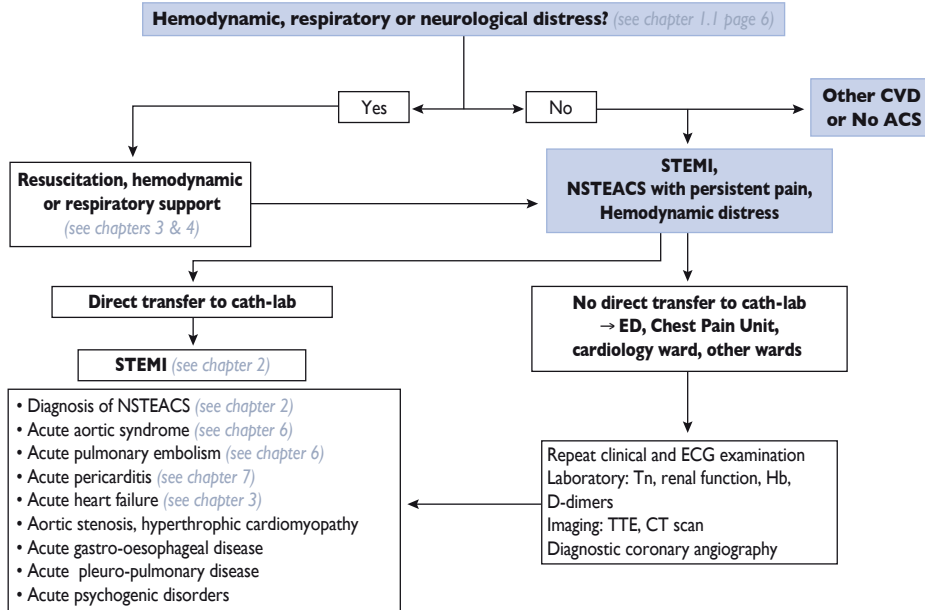 Hemodynamic, respiratory or neurological distress? (see chapter 1.1 page 6)
Yes
No
Other CVD
or No ACS
Resuscitation, hemodynamic
or respiratory support
(see chapters 3 & 4)
STEMI,
NSTEACS with persistent pain,
Hemodynamic distress
Direct transfer to cath-lab
No direct transfer to cath-lab
→ ED, Chest Pain Unit,
cardiology ward, other wards
STEMI (see chapter 2)
• Diagnosis of NSTEACS (see chapter 2)
• Acute aortic syndrome (see chapter 6)
• Acute pulmonary embolism (see chapter 6)
• Acute pericarditis (see chapter 7)
• Acute heart failure (see chapter 3)
• Aortic stenosis, hyperthrophic cardiomyopathy
• Acute gastro-oesophageal disease
• Acute pleuro-pulmonary disease
• Acute psychogenic disorders
Repeat clinical and ECG examination
Laboratory: Tn, renal function, Hb,
D-dimers
Imaging: TTE, CT scan
Diagnostic coronary angiography